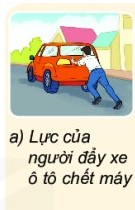 a) Lực của
người đẩy xe
ô tô chết máy